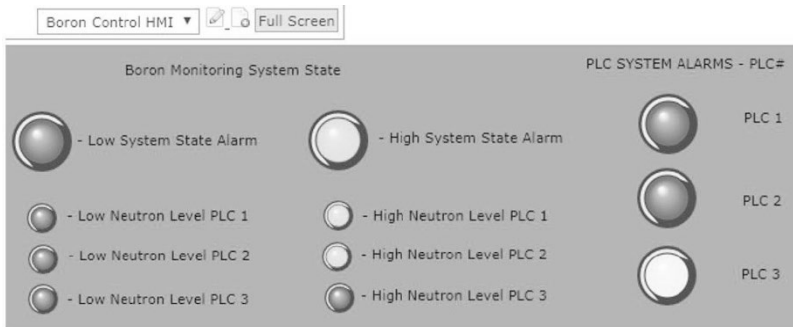 Boron Control HMI
Full Screen
Boron Monitoring System State
PLC SYSTEM ALARMS - PLC#
- Low System State Alarm
- High System State Alarm
PLC 1
- Low Neutron Level PLC 1
- High Neutron Level PLC 1
PLC 2
- Low Neutron Level PLC 2
- High Neutron Level PLC 2
PLC 3
- Low Neutron Level PLC 3
- High Neutron Level PLC 3